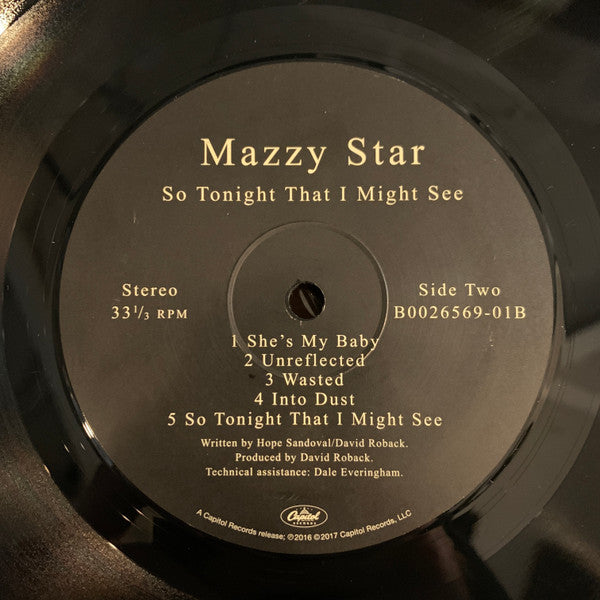 Mazzy Star
So Tonight That I Might See
Stereo
33 1/3 RPM
Side Two
B0026569-01B
1 She's My Baby
2 Unreflected
3 Wasted
4 Into Dust
5 So Tonight That I Might See
Written by Hope Sandoval/David Roback.
Produced by David Roback.
Technical assistance: Dale Everingham.
Capitol
RECORDS
A Capitol Records release; ℗2016 ©2017 Capitol Records, LLC